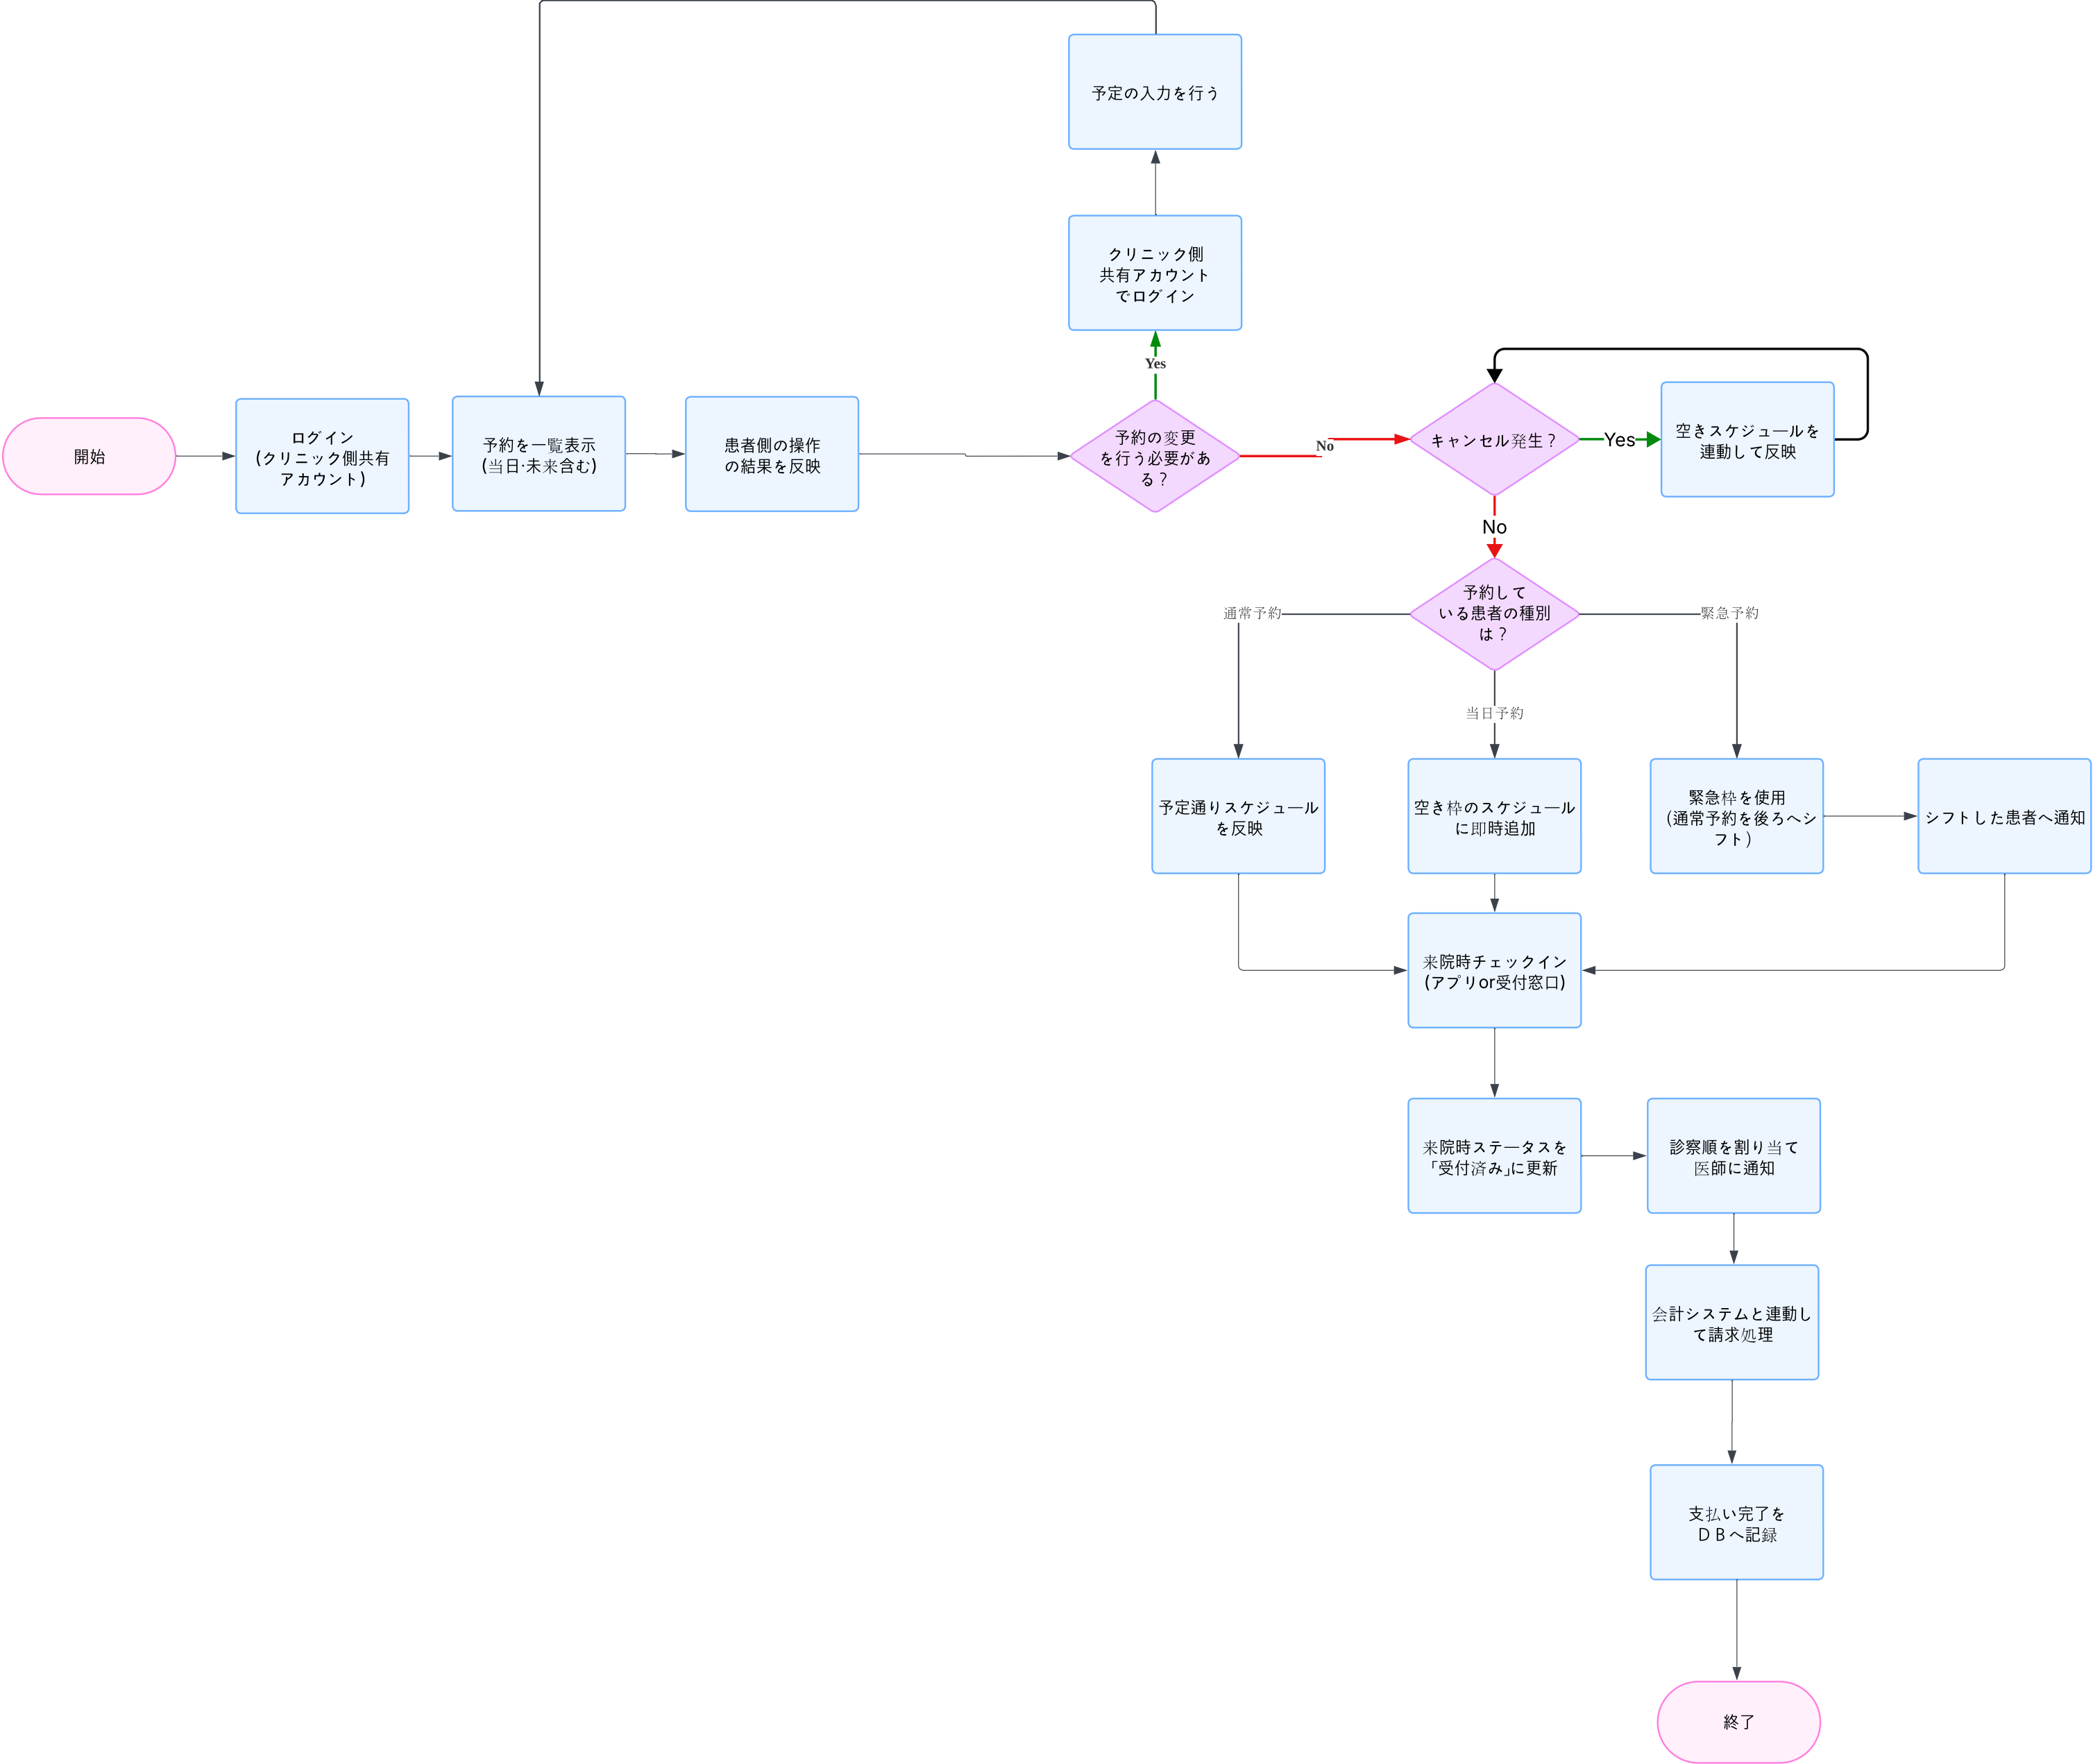 予定の入力を行う
クリニック側
共有アカウント
でログイン
Yes
開始
ログイン
(クリニック側共有
アカウント)
予約を一覧表示
(当日·未来含む)
患者側の操作
の結果を反映
予約の変更
を行う必要があ
る？
No
キャンセル発生？
Yes
空きスケジュールを
連動して反映
No
予約して
いる患者の種別
は？
通常予約
緊急予約
当日予約
予定通りスケジュール
を反映
空き枠のスケジュール
に即時追加
緊急枠を使用
（通常予約を後ろへシ
フト）
シフトした患者へ通知
来院時チェックイン
(アプリor受付窓口)
来院時ステータスを
「受付済み」に更新
診察順を割り当て
医師に通知
会計システムと連動し
て請求処理
支払い完了を
ＤＢへ記録
終了